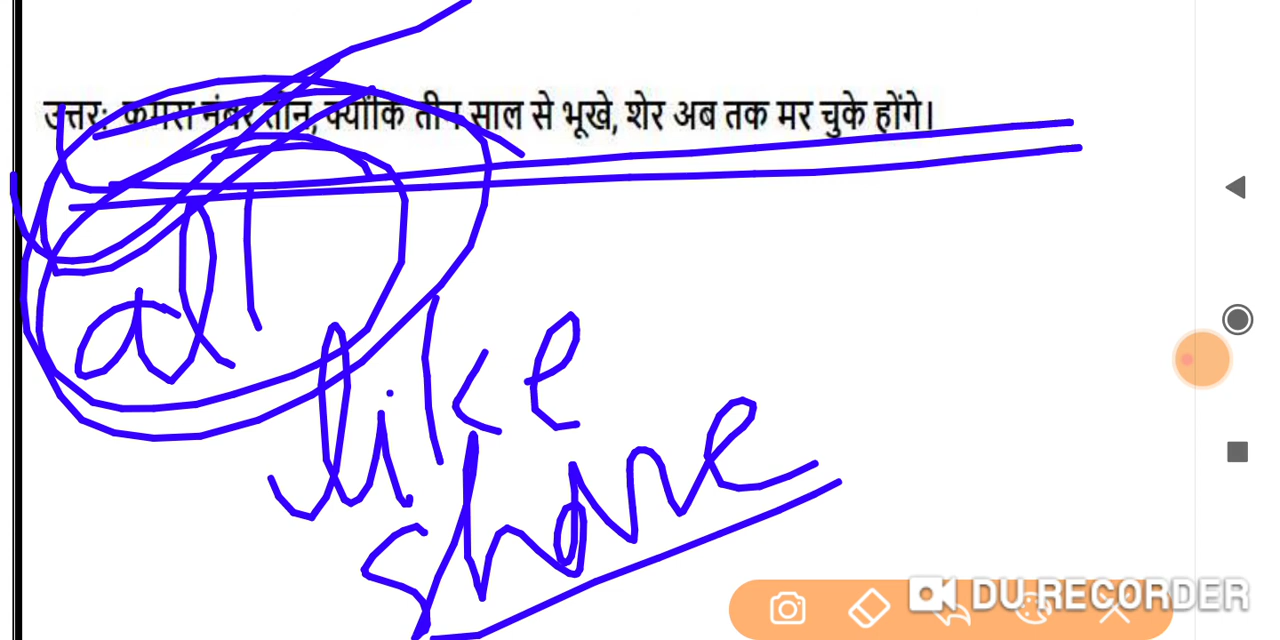 उत्तर: कमरा नंबर तीन, क्योंकि तीन साल से भूखे, शेर अब तक मर चुके होंगे।
all
like
share
DU RECORDER